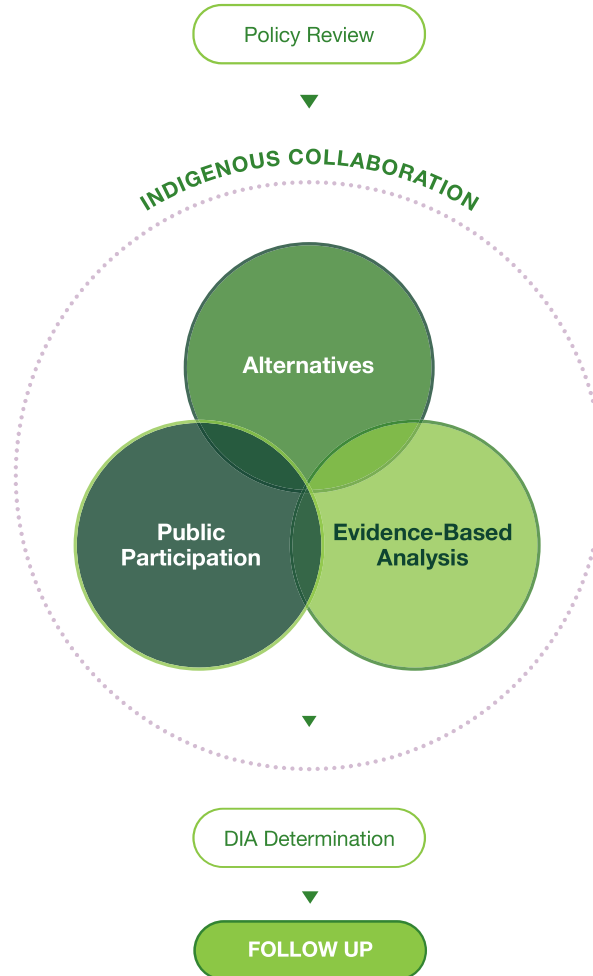 Policy Review
INDIGENOUS COLLABORATION
Alternatives
Public
Participation
Evidence-Based
Analysis
DIA Determination
FOLLOW UP